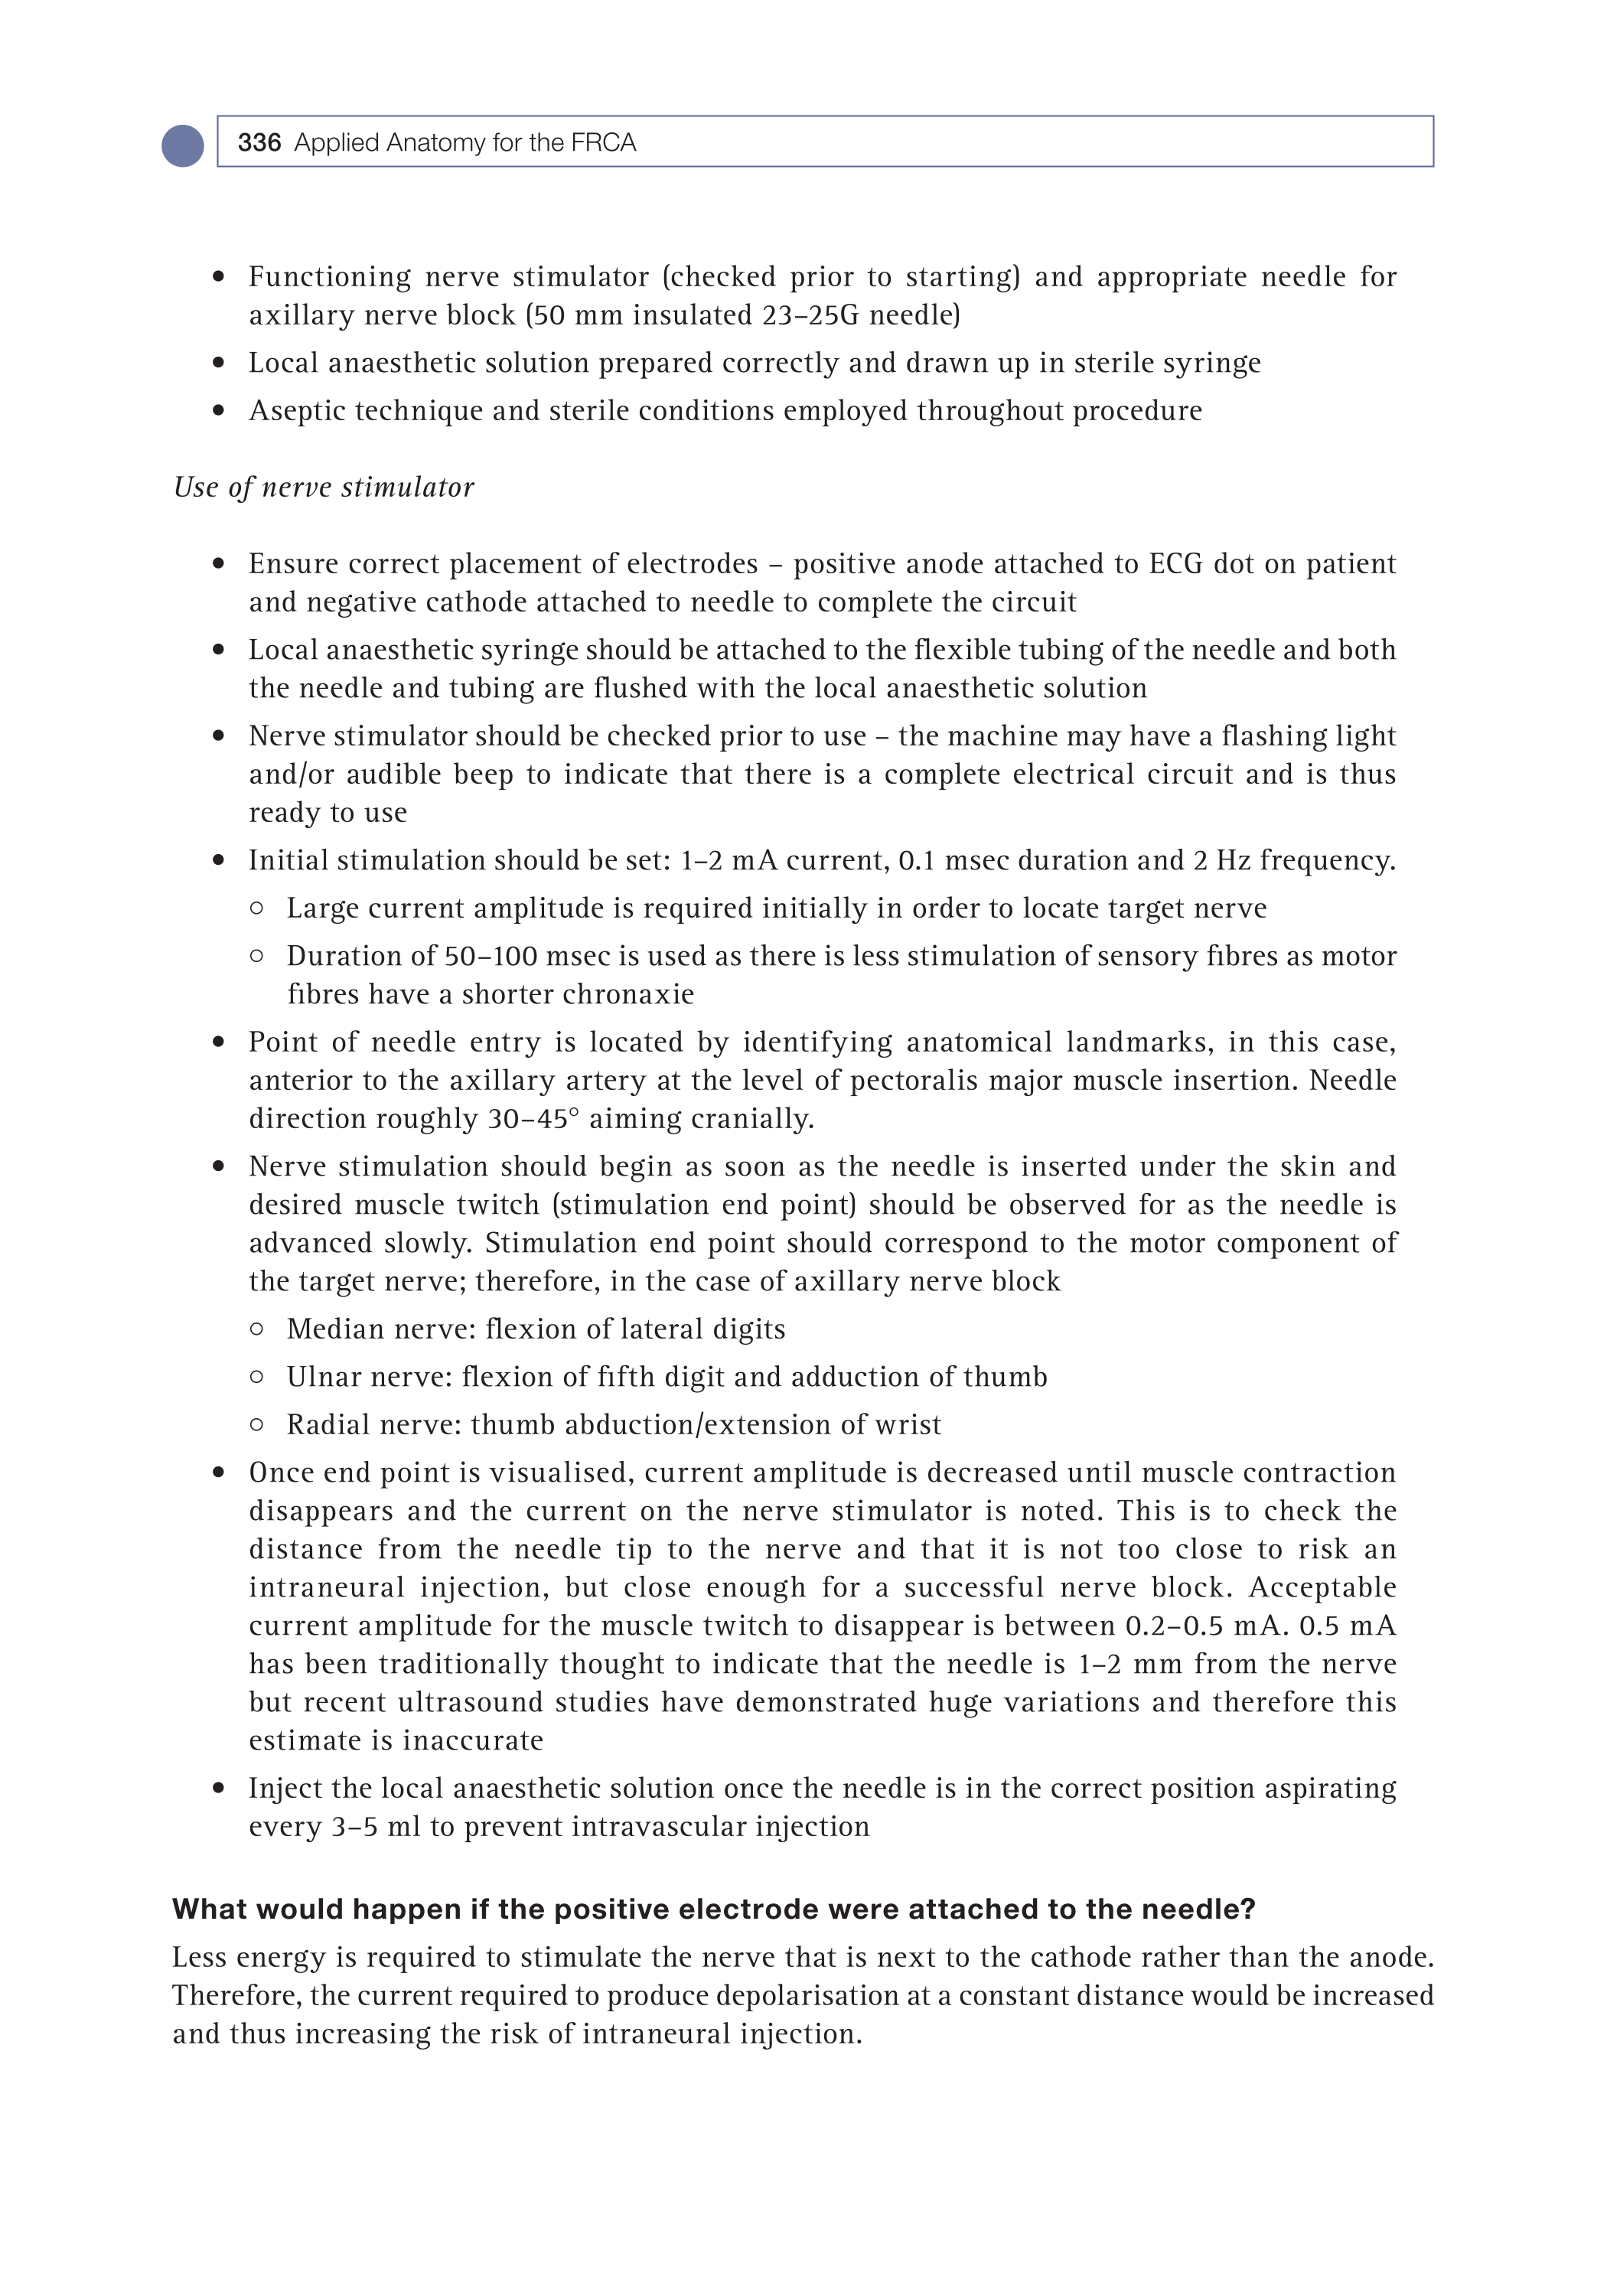 336 Applied Anatomy for the FRCA
• Functioning nerve stimulator (checked prior to starting) and appropriate needle for
axillary nerve block (50 mm insulated 23–25G needle)
• Local anaesthetic solution prepared correctly and drawn up in sterile syringe
• Aseptic technique and sterile conditions employed throughout procedure
Use of nerve stimulator
• Ensure correct placement of electrodes – positive anode attached to ECG dot on patient
and negative cathode attached to needle to complete the circuit
• Local anaesthetic syringe should be attached to the flexible tubing of the needle and both
the needle and tubing are flushed with the local anaesthetic solution
• Nerve stimulator should be checked prior to use – the machine may have a flashing light
and/or audible beep to indicate that there is a complete electrical circuit and is thus
ready to use
• Initial stimulation should be set: 1–2 mA current, 0.1 msec duration and 2 Hz frequency.
○ Large current amplitude is required initially in order to locate target nerve
○ Duration of 50–100 msec is used as there is less stimulation of sensory fibres as motor
fibres have a shorter chronaxie
• Point of needle entry is located by identifying anatomical landmarks, in this case,
anterior to the axillary artery at the level of pectoralis major muscle insertion. Needle
direction roughly 30–45° aiming cranially.
• Nerve stimulation should begin as soon as the needle is inserted under the skin and
desired muscle twitch (stimulation end point) should be observed for as the needle is
advanced slowly. Stimulation end point should correspond to the motor component of
the target nerve; therefore, in the case of axillary nerve block
○ Median nerve: flexion of lateral digits
○ Ulnar nerve: flexion of fifth digit and adduction of thumb
○ Radial nerve: thumb abduction/extension of wrist
• Once end point is visualised, current amplitude is decreased until muscle contraction
disappears and the current on the nerve stimulator is noted. This is to check the
distance from the needle tip to the nerve and that it is not too close to risk an
intraneural injection, but close enough for a successful nerve block. Acceptable
current amplitude for the muscle twitch to disappear is between 0.2–0.5 mA. 0.5 mA
has been traditionally thought to indicate that the needle is 1–2 mm from the nerve
but recent ultrasound studies have demonstrated huge variations and therefore this
estimate is inaccurate
• Inject the local anaesthetic solution once the needle is in the correct position aspirating
every 3–5 ml to prevent intravascular injection
What would happen if the positive electrode were attached to the needle?
Less energy is required to stimulate the nerve that is next to the cathode rather than the anode.
Therefore, the current required to produce depolarisation at a constant distance would be increased
and thus increasing the risk of intraneural injection.